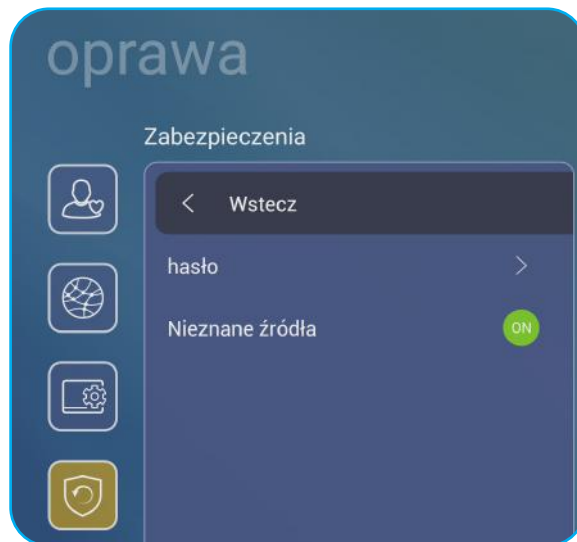 oprawa
Zabezpieczenia
Wstecz
hasło
Nieznane źródła
ON